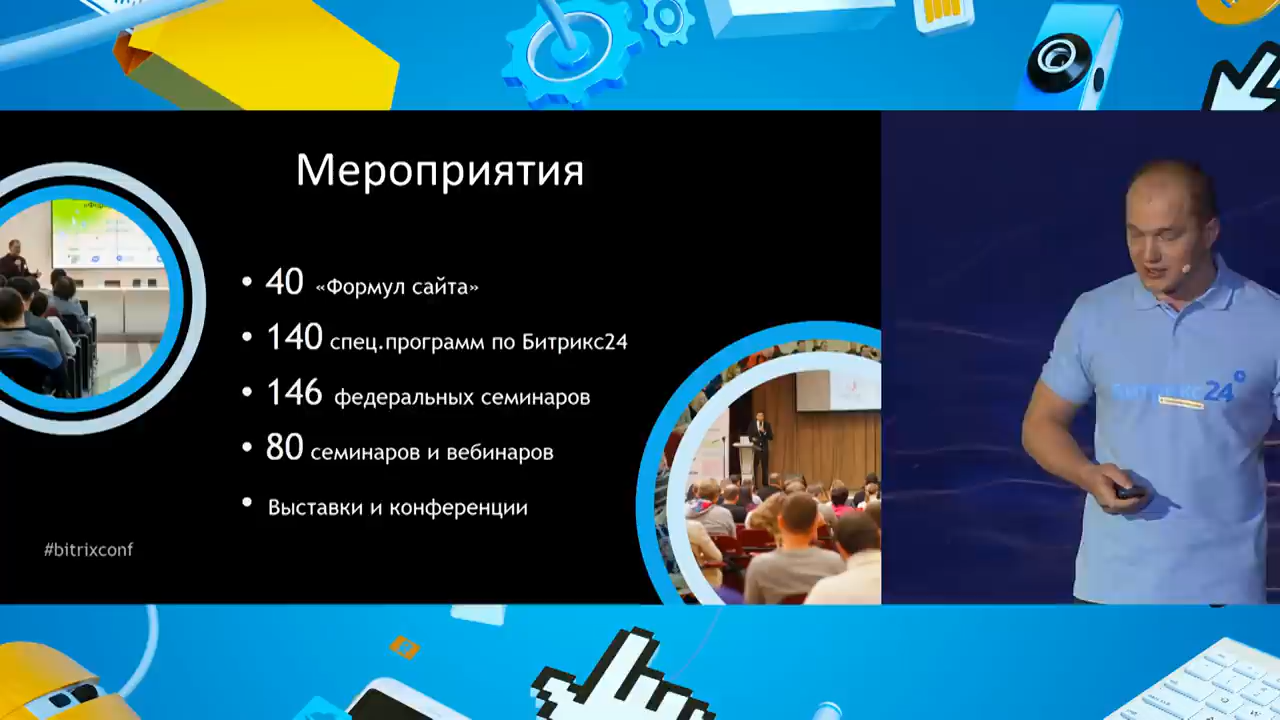 Мероприятия
• 40 «Формул сайта»
• 140 спец.программ по Битрикс24
• 146 федеральных семинаров
• 80 семинаров и вебинаров
• Выставки и конференции
#bitrixconf
Битрикс24